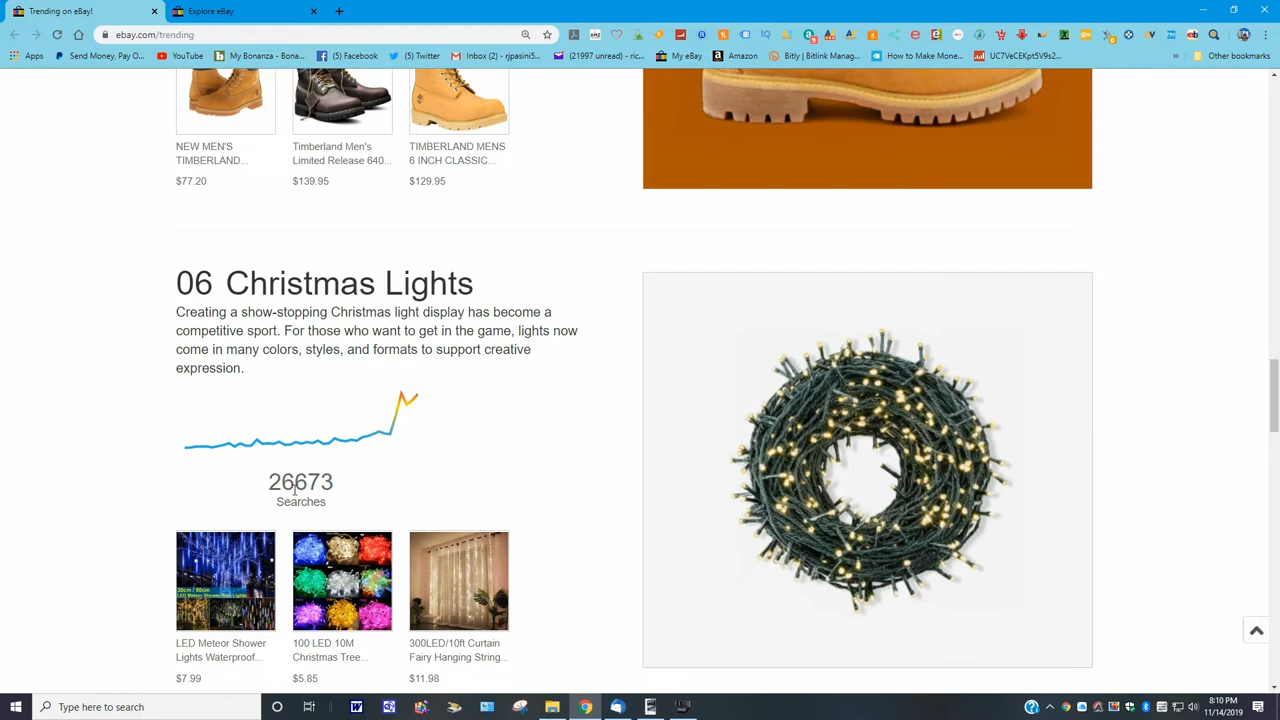 Trending on eBay!
Explore eBay
ebay.com/trending
Apps
Send Money, Pay O...
My Bonanza - Bona...
(5) Facebook
(5) Twitter
Inbox (2) - rjpasini5...
(21997 unread) - ric...
My eBay
Amazon
Bitly | Bitlink Manag...
How to Make Mone...
UC7VeCEKpt5V9s2...
Other bookmarks
NEW MEN'S
TIMBERLAND...
$77.20
Timberland Men's
Limited Release 640...
$139.95
TIMBERLAND MENS
6 INCH CLASSIC...
$129.95
06 Christmas Lights
Creating a show-stopping Christmas light display has become a
competitive sport. For those who want to get in the game, lights now
come in many colors, styles, and formats to support creative
expression.
26673
Searches
LED Meteor Shower
Lights Waterproof...
$7.99
100 LED 10M
Christmas Tree...
$5.85
300LED/10ft Curtain
Fairy Hanging String...
$11.98
Type here to search
8:10 PM
11/14/2019